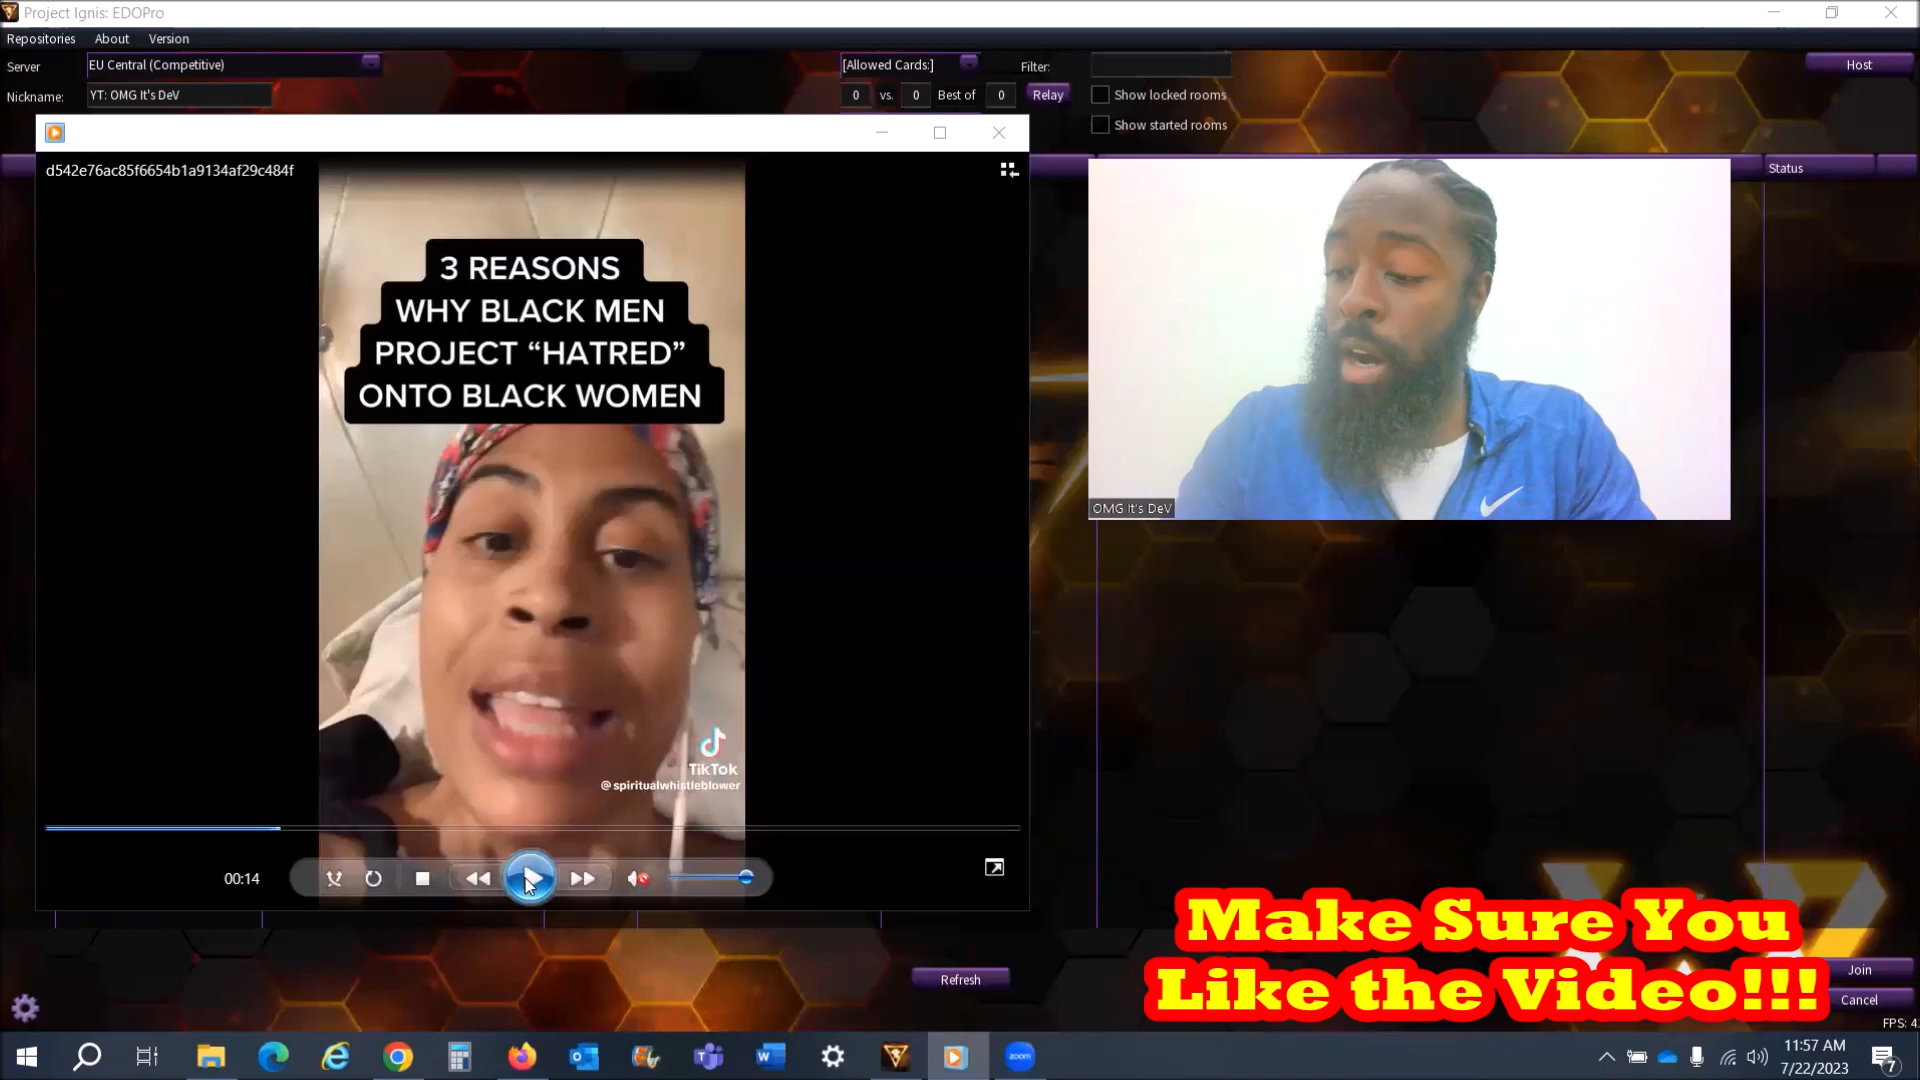 Project Ignis: EDOPro
Repositories About Version
Server EU Central (Competitive) [Allowed Cards:] Filter: Host
Nickname: YT: OMG It's DeV 0 vs. 0 Best of 0 Relay Show locked rooms
Show started rooms
d542e76ac85f6654b1a9134af29c484f
Status
3 REASONS
WHY BLACK MEN
PROJECT “HATRED”
ONTO BLACK WOMEN
OMG It's DeV
TikTok
@spiritualwhistleblower
00:14
Make Sure You
Like the Video!!!
Refresh
Join
Cancel
FPS: 4
zoom
11:57 AM
7/22/2023
7